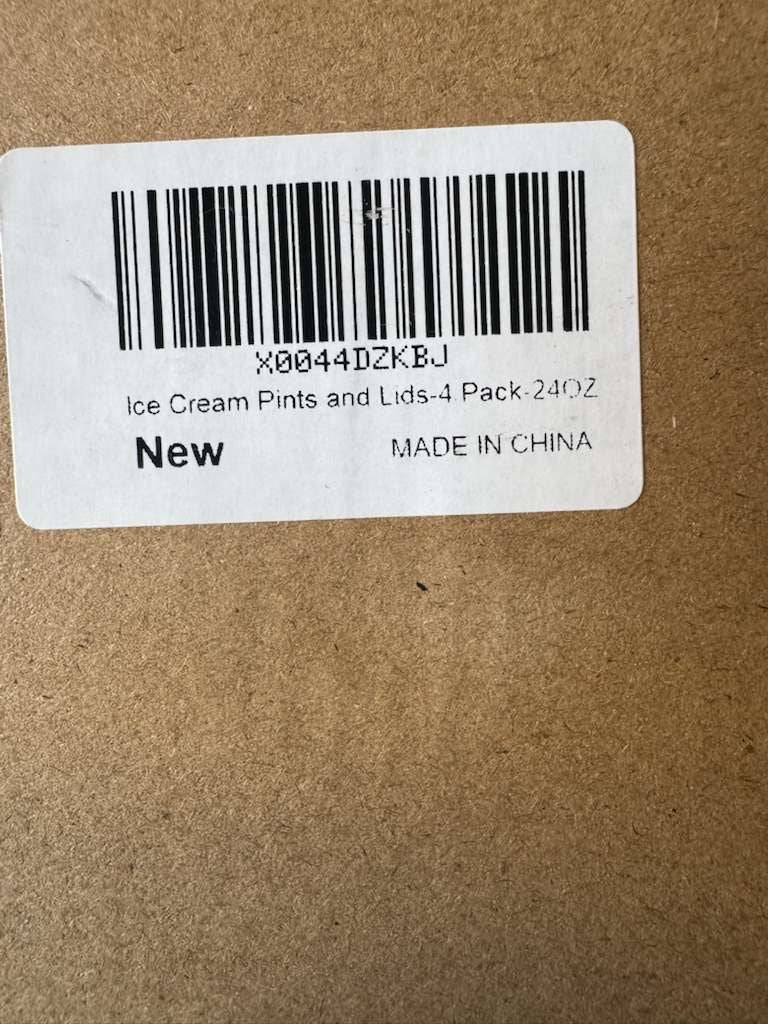 X0044DZKBJ
Ice Cream Pints and Lids-4 Pack-24OZ
New
MADE IN CHINA